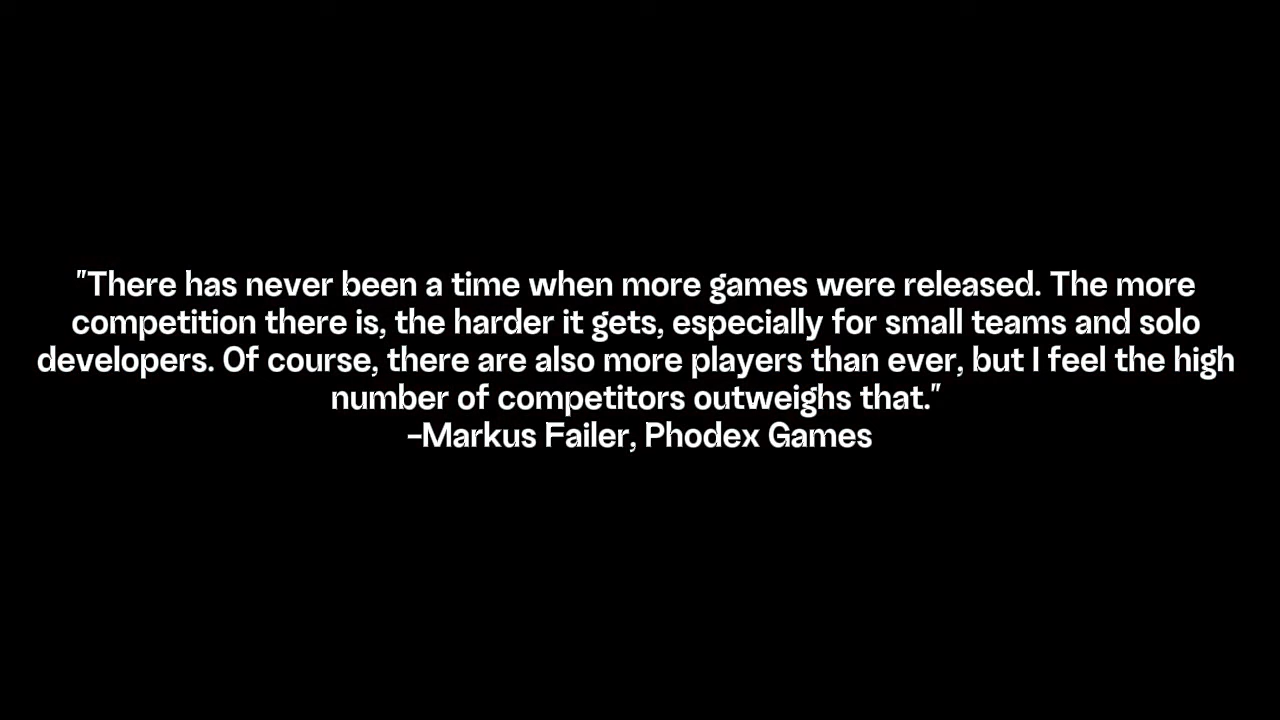 "There has never been a time when more games were released. The more
competition there is, the harder it gets, especially for small teams and solo
developers. Of course, there are also more players than ever, but I feel the high
number of competitors outweighs that."
-Markus Failer, Phodex Games